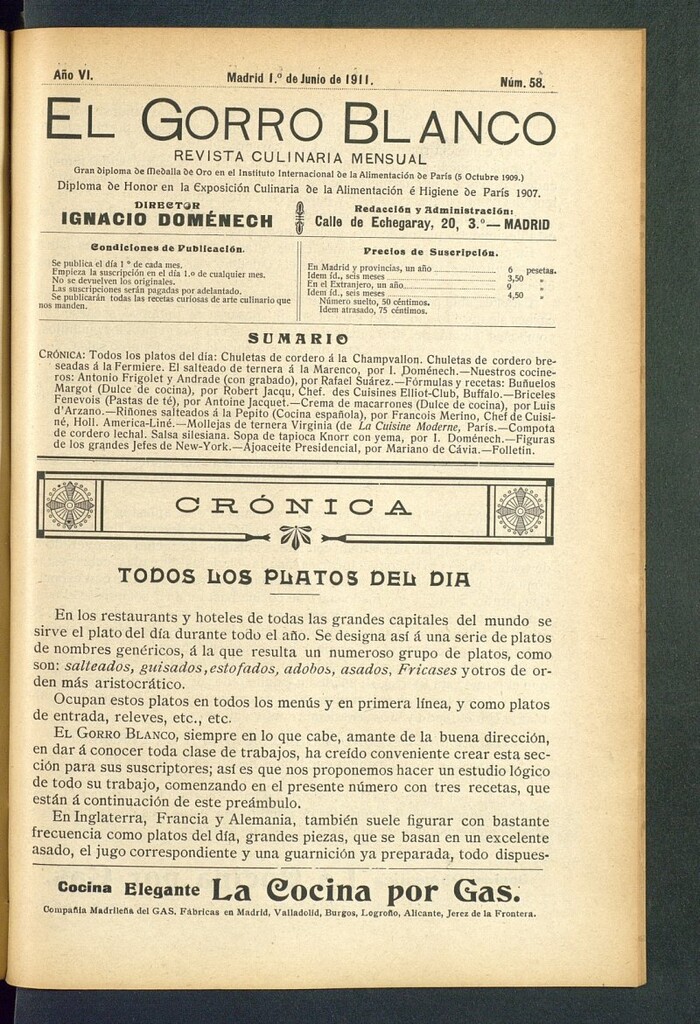 Año VI.
Madrid 1.º de Junio de 1911.
Núm. 58.
EL GORRO BLANCO
REVISTA CULINARIA MENSUAL
Gran diploma de Medalla de Oro en el Instituto Internacional de la Alimentación de París (5 Octubre 1909.)
Diploma de Honor en la Exposición Culinaria de la Alimentación é Higiene de París 1907.
DIRECTOR
IGNACIO DOMÉNECH
Redacción y Administración:
Calle de Echegaray, 20, 3.º—MADRID
Condiciones de Publicación.
Se publica el día 1 º de cada mes.
Empieza la suscripción en el día 1.º de cualquier mes.
No se devuelven los originales.
Las suscripciones serán pagadas por adelantado.
Se publicarán todas las recetas curiosas de arte culinario que
nos manden.
Precios de Suscripción.
En Madrid y provincias, un año 6 pesetas.
Idem íd., seis meses 3,50 »
En el Extranjero, un año 9 »
Idem íd., seis meses 4,50 »
Número suelto, 50 céntimos.
Idem atrasado, 75 céntimos.
SUMARIO
CRÓNICA: Todos los platos del día: Chuletas de cordero á la Champvallon. Chuletas de cordero bre-
seadas á la Fermiere. El salteado de ternera á la Marenco, por I. Doménech.—Nuestros cocine-
ros: Antonio Frigolet y Andrade (con grabado), por Rafael Suárez.—Fórmulas y recetas: Buñuelos
Margot (Dulce de cocina), por Robert Jacqu, Chef. des Cuisines Elliot-Club, Buffalo.—Briceles
Fenevois (Pastas de té), por Antoine Jacquet.—Crema de macarrones (Dulce de cocina), por Luis
d'Arzano.—Riñones salteados á la Pepito (Cocina española), por Francois Merino, Chef de Cuisi-
né, Holl. America-Liné.—Mollejas de ternera Virginia (de La Cuisine Moderne, París.—Compota
de cordero lechal. Salsa silesiana. Sopa de tapioca Knorr con yema, por I. Doménech.—Figuras
de los grandes Jefes de New-York.—Ajoaceite Presidencial, por Mariano de Cávia.—Folletín.
CRÓNICA
TODOS LOS PLATOS DEL DIA
En los restaurants y hoteles de todas las grandes capitales del mundo se
sirve el plato del día durante todo el año. Se designa así á una serie de platos
de nombres genéricos, á la que resulta un numeroso grupo de platos, como
son: salteados, guisados, estofados, adobos, asados, Fricases y otros de or-
den más aristocrático.
Ocupan estos platos en todos los menús y en primera línea, y como platos
de entrada, releves, etc., etc.
EL GORRO BLANCO, siempre en lo que cabe, amante de la buena dirección,
en dar á conocer toda clase de trabajos, ha creído conveniente crear esta sec-
ción para sus suscriptores; así es que nos proponemos hacer un estudio lógico
de todo su trabajo, comenzando en el presente número con tres recetas, que
están á continuación de este preámbulo.
En Inglaterra, Francia y Alemania, también suele figurar con bastante
frecuencia como platos del día, grandes piezas, que se basan en un excelente
asado, el jugo correspondiente y una guarnición ya preparada, todo dispues-
Cocina Elegante La Cocina por Gas.
Compañía Madrileña del GAS. Fábricas en Madrid, Valladolid, Burgos, Logroño, Alicante, Jerez de la Frontera.